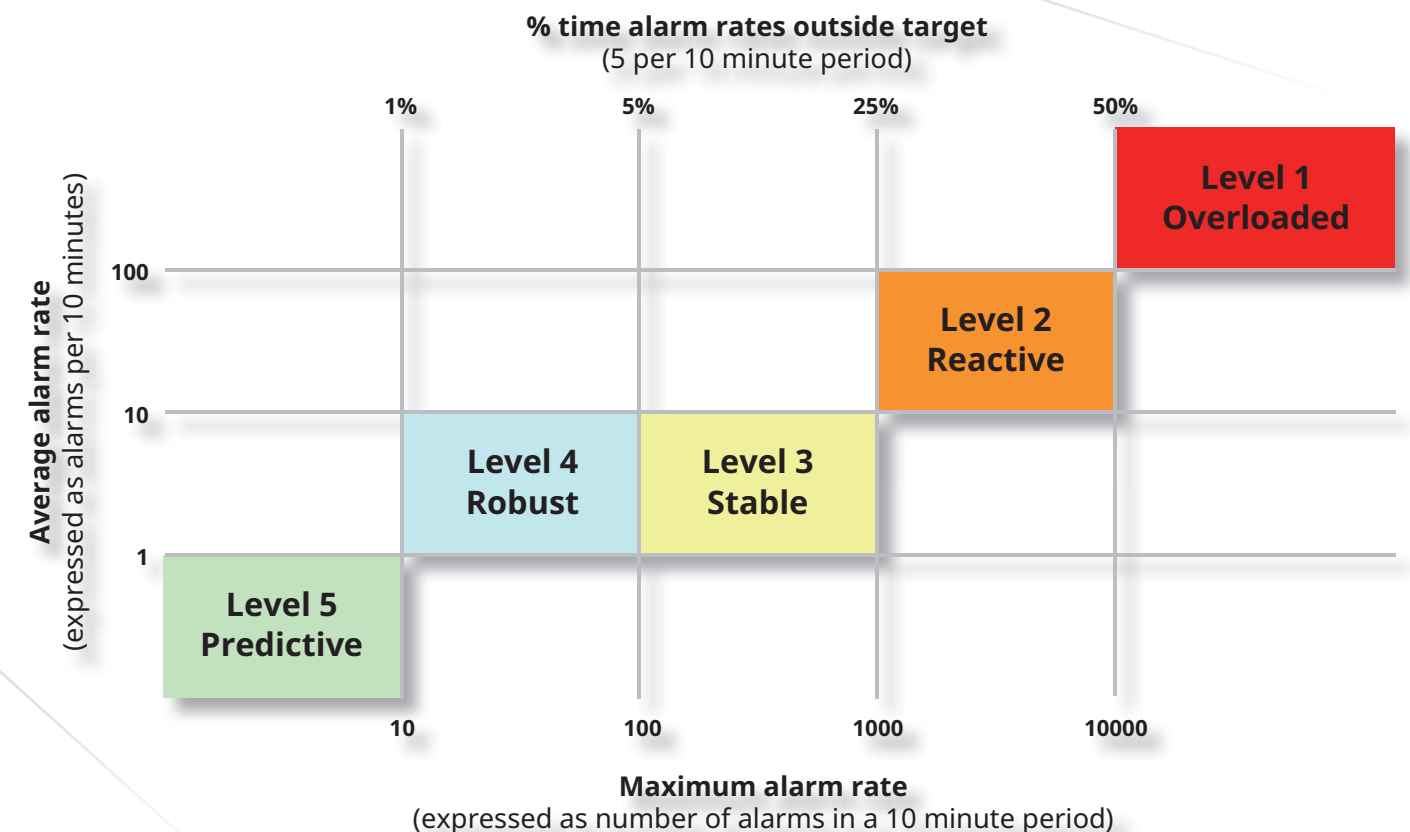 % time alarm rates outside target
(5 per 10 minute period)
1%
5%
25%
50%
Level 1
Overloaded
Average alarm rate
(expressed as alarms per 10 minutes)
100
Level 2
Reactive
10
Level 4
Robust
Level 3
Stable
1
Level 5
Predictive
10
100
1000
10000
Maximum alarm rate
(expressed as number of alarms in a 10 minute period)